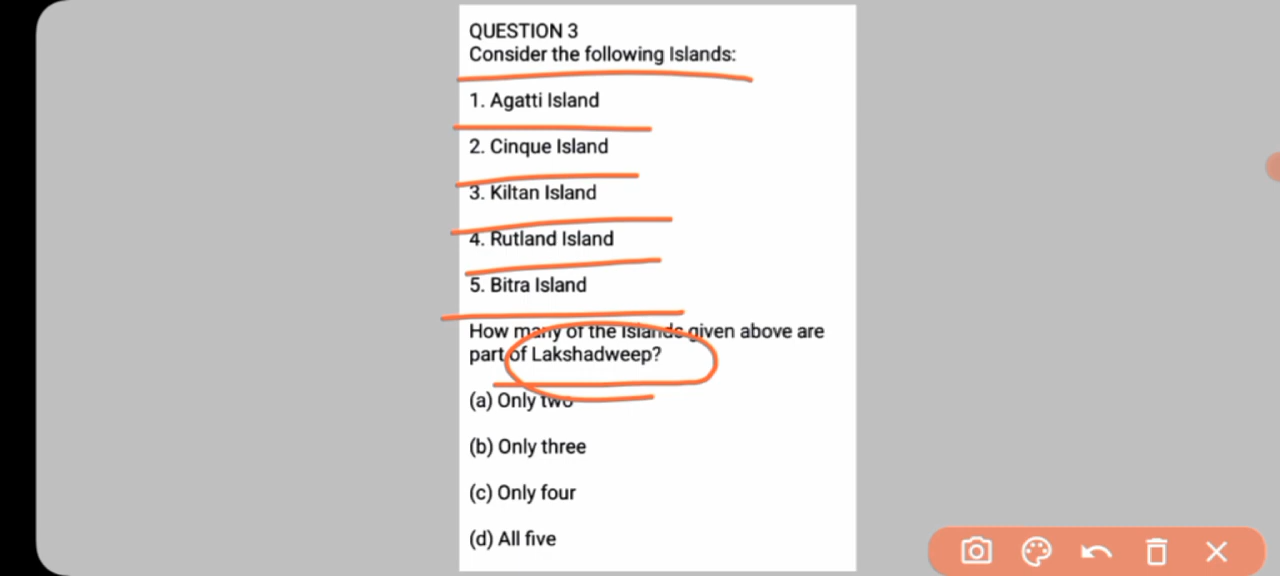 QUESTION 3
Consider the following Islands:
1. Agatti Island
2. Cinque Island
3. Kiltan Island
4. Rutland Island
5. Bitra Island
How many of the Islands given above are
part of Lakshadweep?
(a) Only two
(b) Only three
(c) Only four
(d) All five